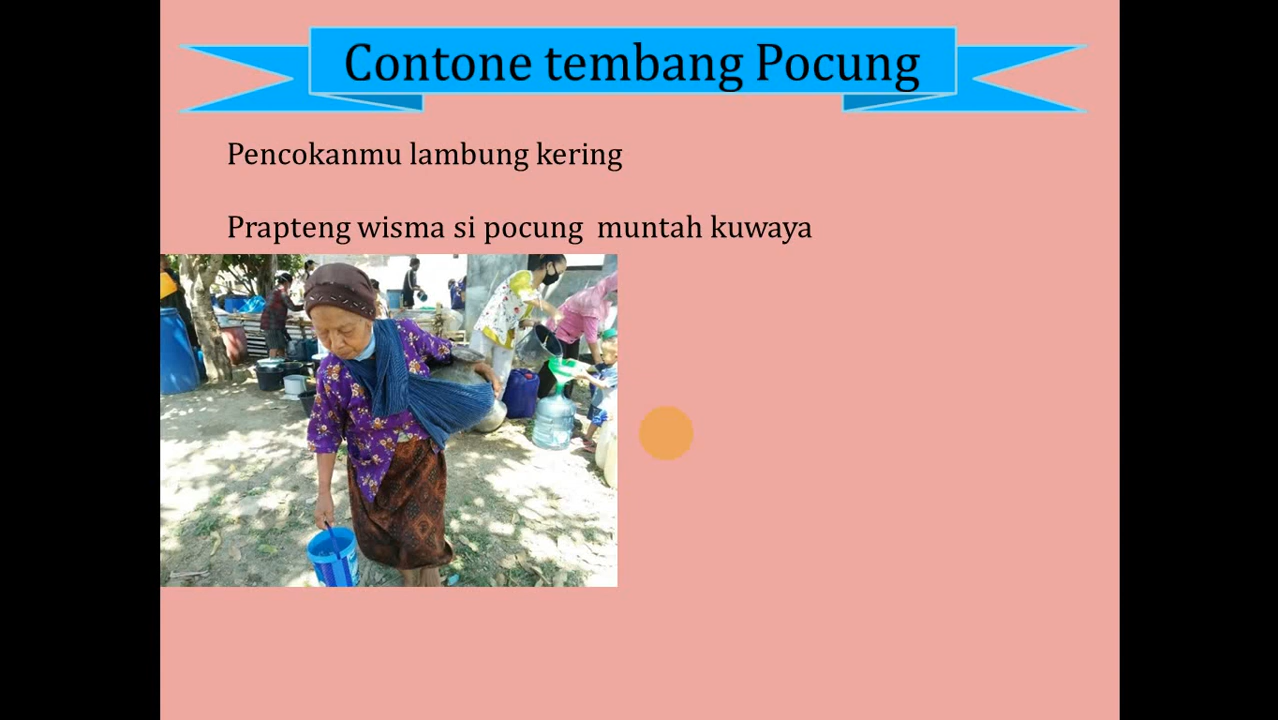 Contone tembang Pocung
Pencokanmu lambung kering
Prapteng wisma si pocung muntah kuwaya